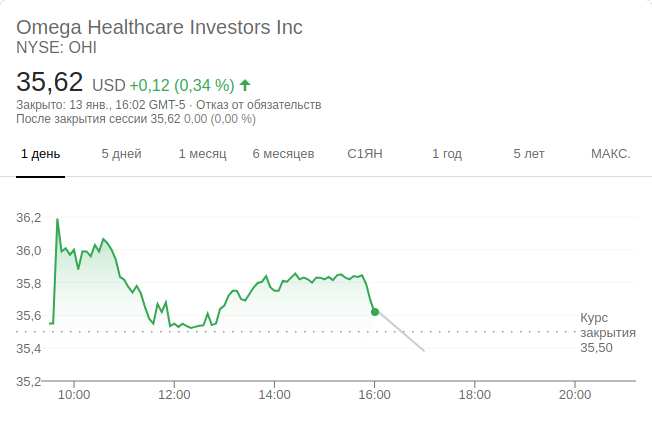 Omega Healthcare Investors Inc
NYSE: OHI
35,62 USD +0,12 (0,34 %)
Закрыто: 13 янв., 16:02 GMT-5 · Отказ от обязательств
После закрытия сессии 35,62 0,00 (0,00 %)
1 день 5 дней 1 месяц 6 месяцев С1ЯН 1 год 5 лет МАКС.
36,2
36,0
35,8
35,6
35,4
35,2
Курс
закрытия
35,50
10:00 12:00 14:00 16:00 18:00 20:00